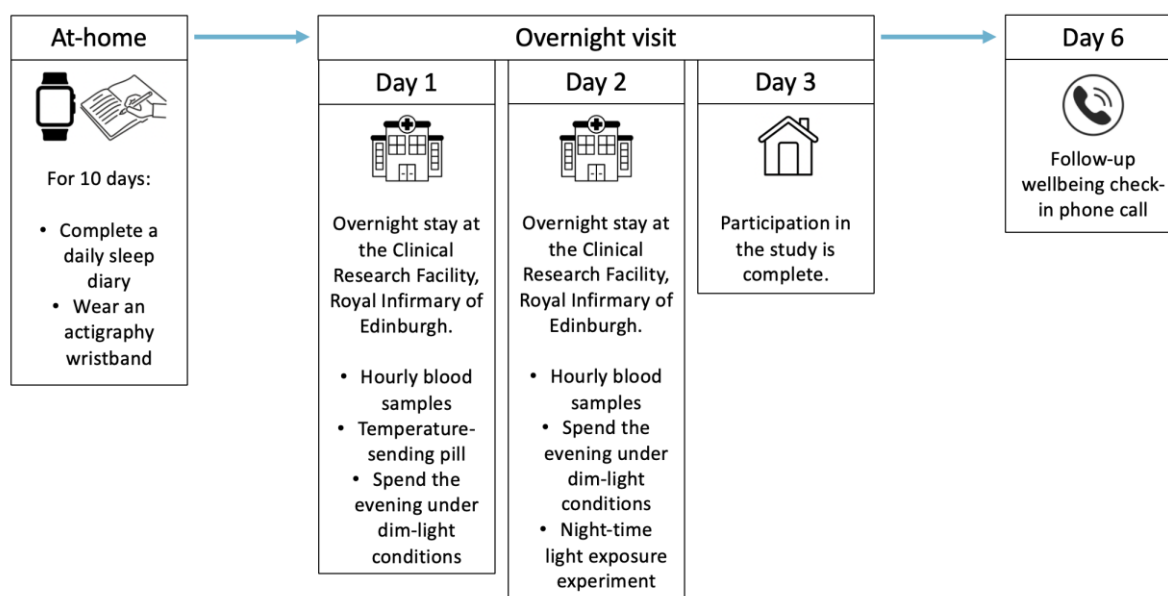 At-home
For 10 days:
• Complete a
daily sleep
diary
• Wear an
actigraphy
wristband
Overnight visit
Day 1
Overnight stay at
the Clinical
Research Facility,
Royal Infirmary of
Edinburgh.
• Hourly blood
samples
• Temperature-
sending pill
• Spend the
evening under
dim-light
conditions
Day 2
Overnight stay at
the Clinical
Research Facility,
Royal Infirmary of
Edinburgh.
• Hourly blood
samples
• Spend the
evening under
dim-light
conditions
• Night-time
light exposure
experiment
Day 3
Participation in
the study is
complete.
Day 6
Follow-up
wellbeing check-
in phone call